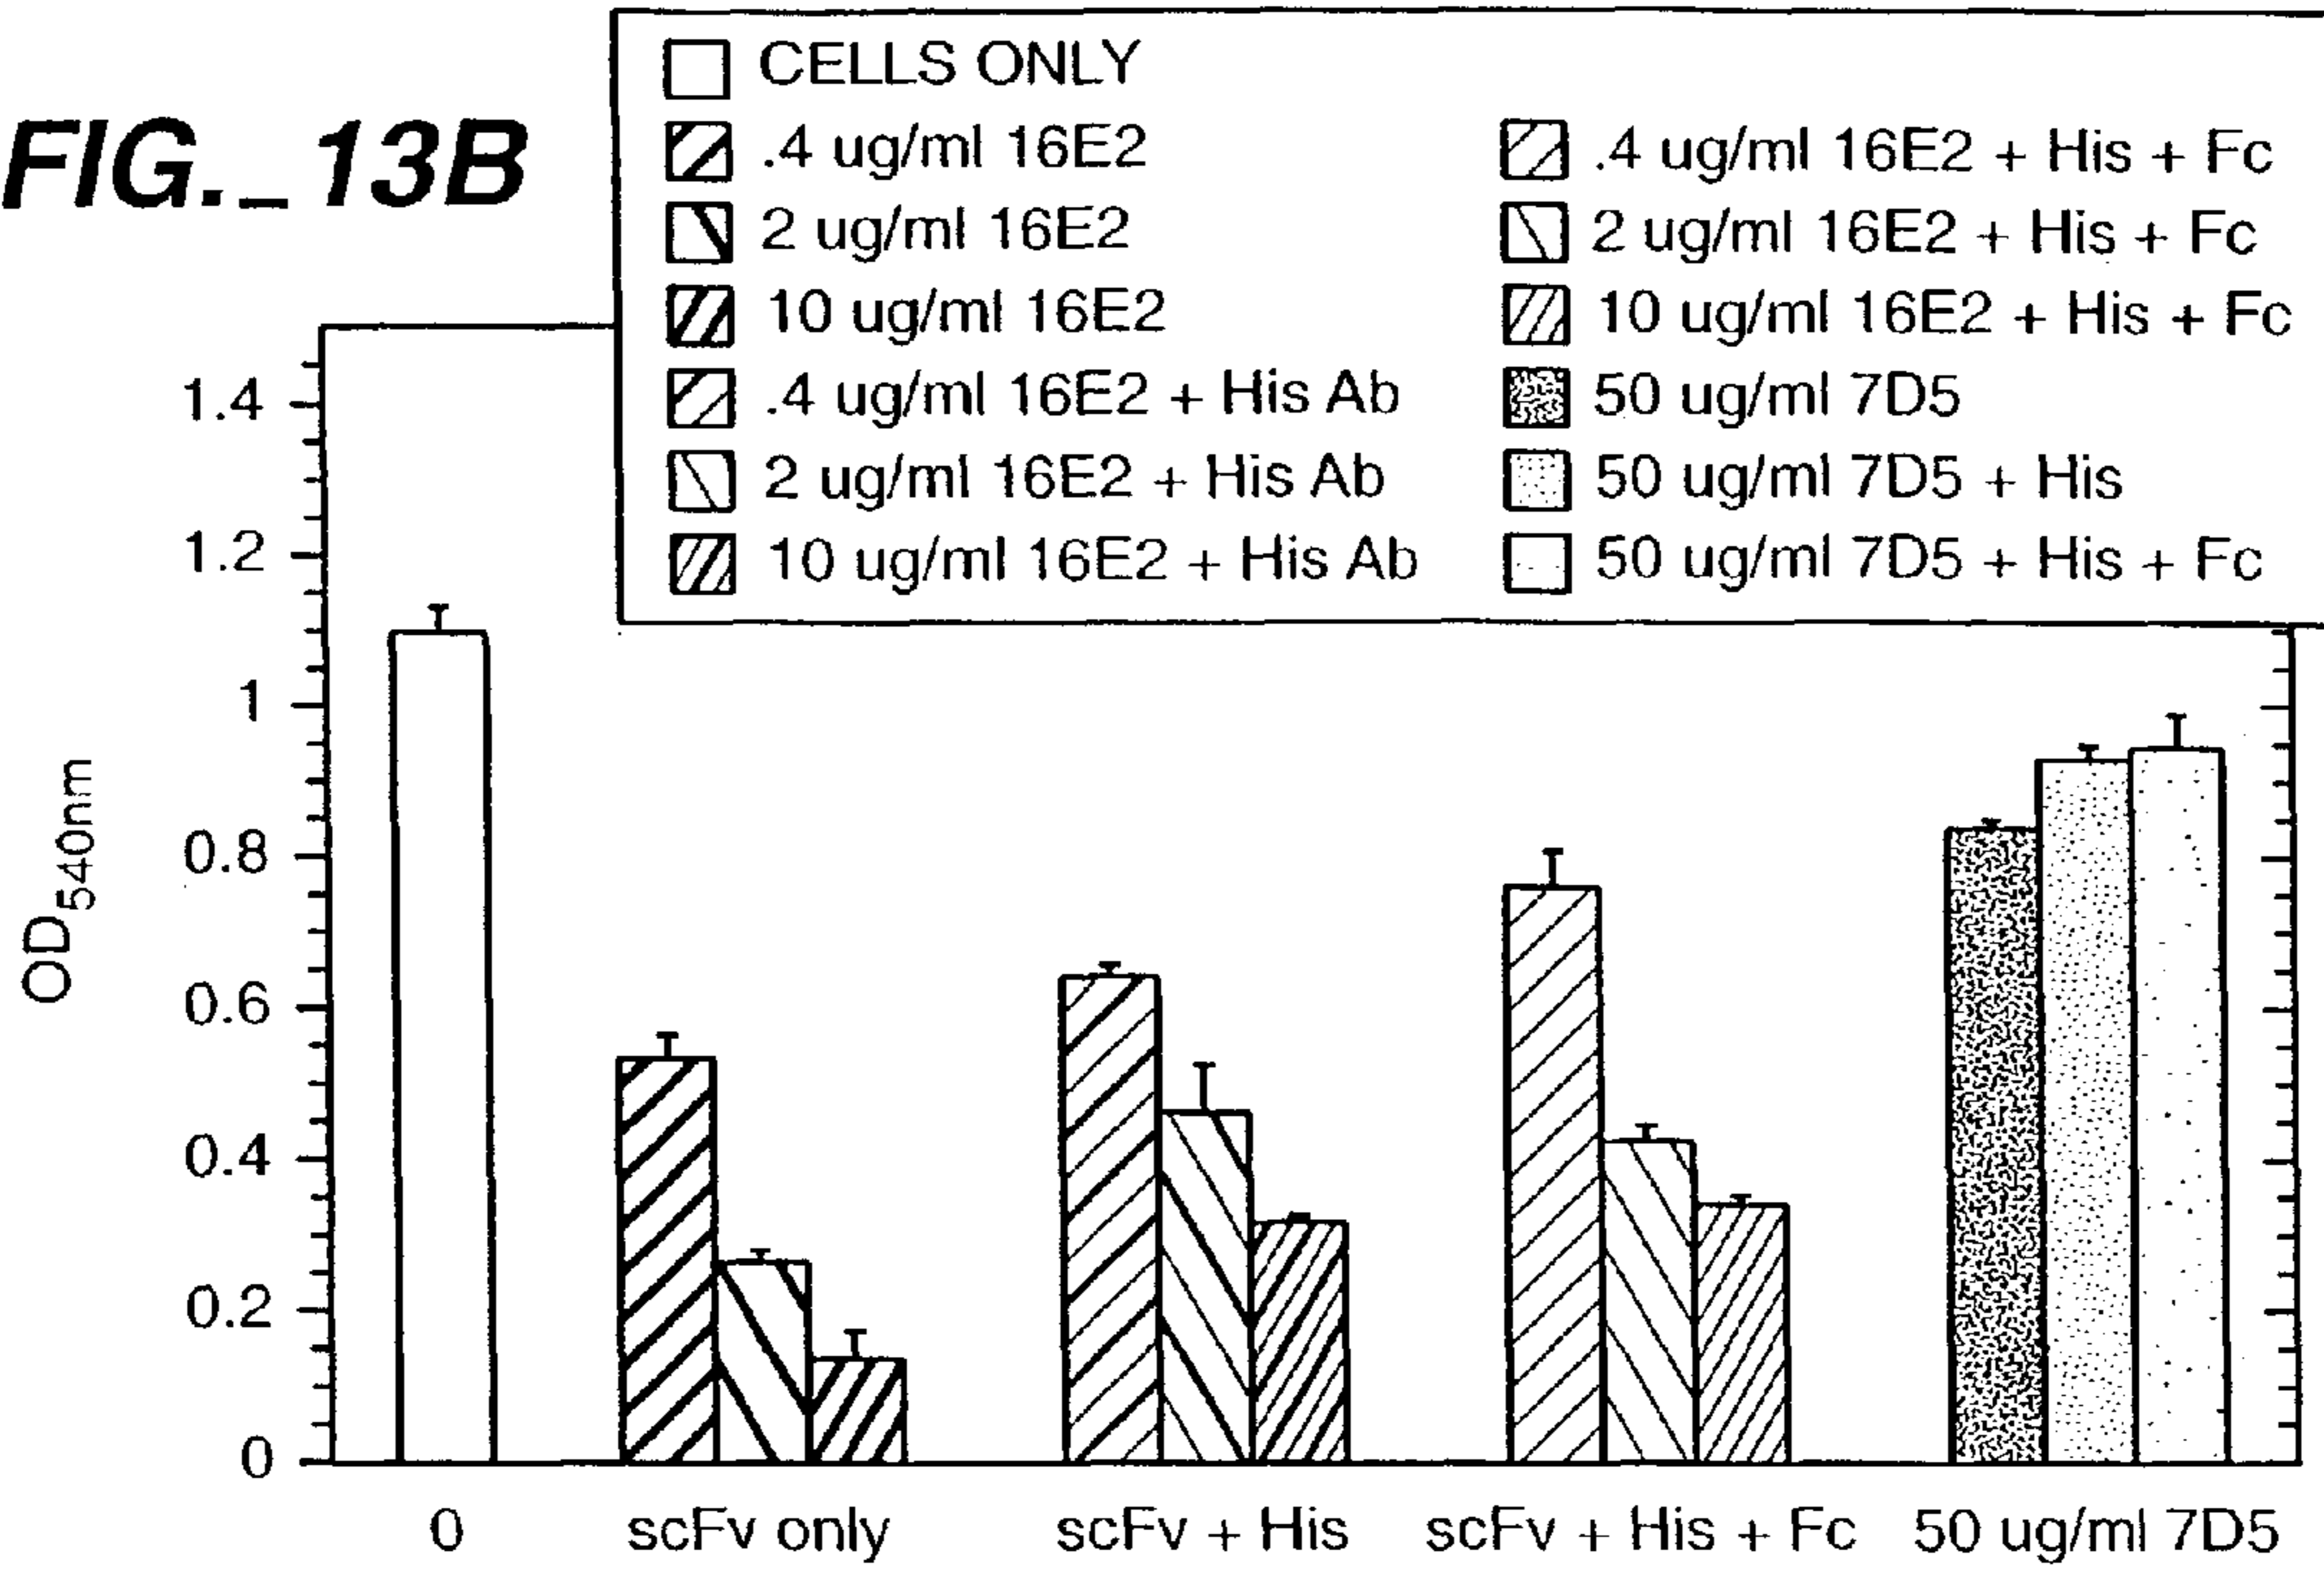 FIG._13B
CELLS ONLY
.4 ug/ml 16E2
2 ug/ml 16E2
10 ug/ml 16E2
.4 ug/ml 16E2 + His Ab
2 ug/ml 16E2 + His Ab
10 ug/ml 16E2 + His Ab
.4 ug/ml 16E2 + His + Fc
2 ug/ml 16E2 + His + Fc
10 ug/ml 16E2 + His + Fc
50 ug/ml 7D5
50 ug/ml 7D5 + His
50 ug/ml 7D5 + His + Fc
OD540nm
1.4
1.2
1
0.8
0.6
0.4
0.2
0
0 scFv only scFv + His scFv + His + Fc 50 ug/ml 7D5